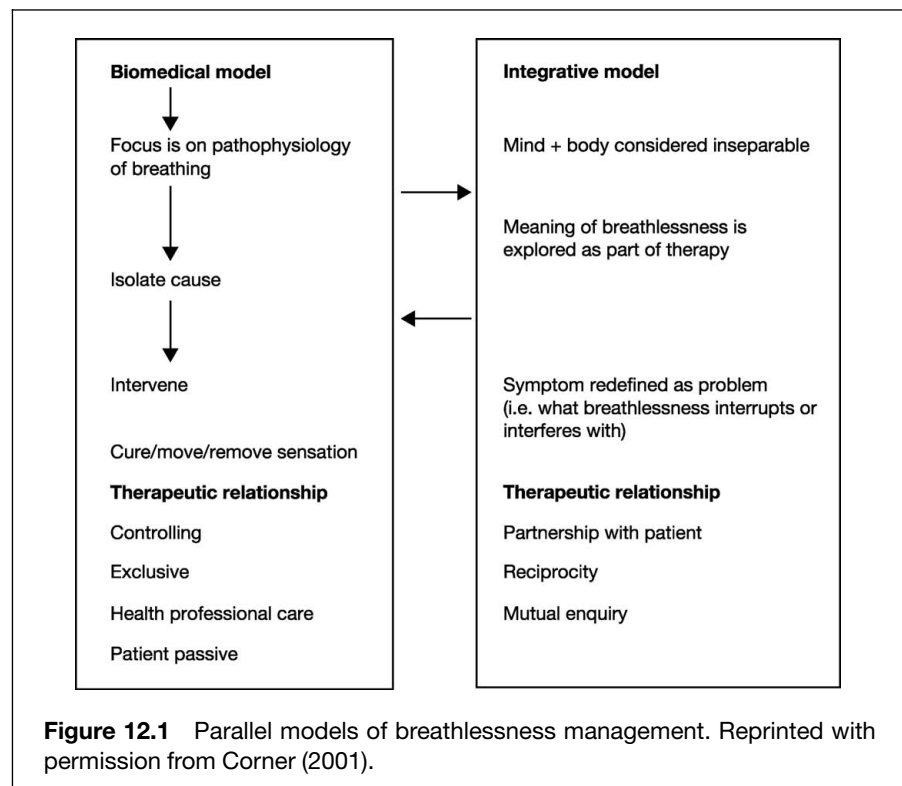 Biomedical model
Focus is on pathophysiology
of breathing
Isolate cause
Intervene
Cure/move/remove sensation
Therapeutic relationship
Controlling
Exclusive
Health professional care
Patient passive
Integrative model
Mind + body considered inseparable
Meaning of breathlessness is
explored as part of therapy
Symptom redefined as problem
(i.e. what breathlessness interrupts or
interferes with)
Therapeutic relationship
Partnership with patient
Reciprocity
Mutual enquiry
Figure 12.1 Parallel models of breathlessness management. Reprinted with
permission from Corner (2001).